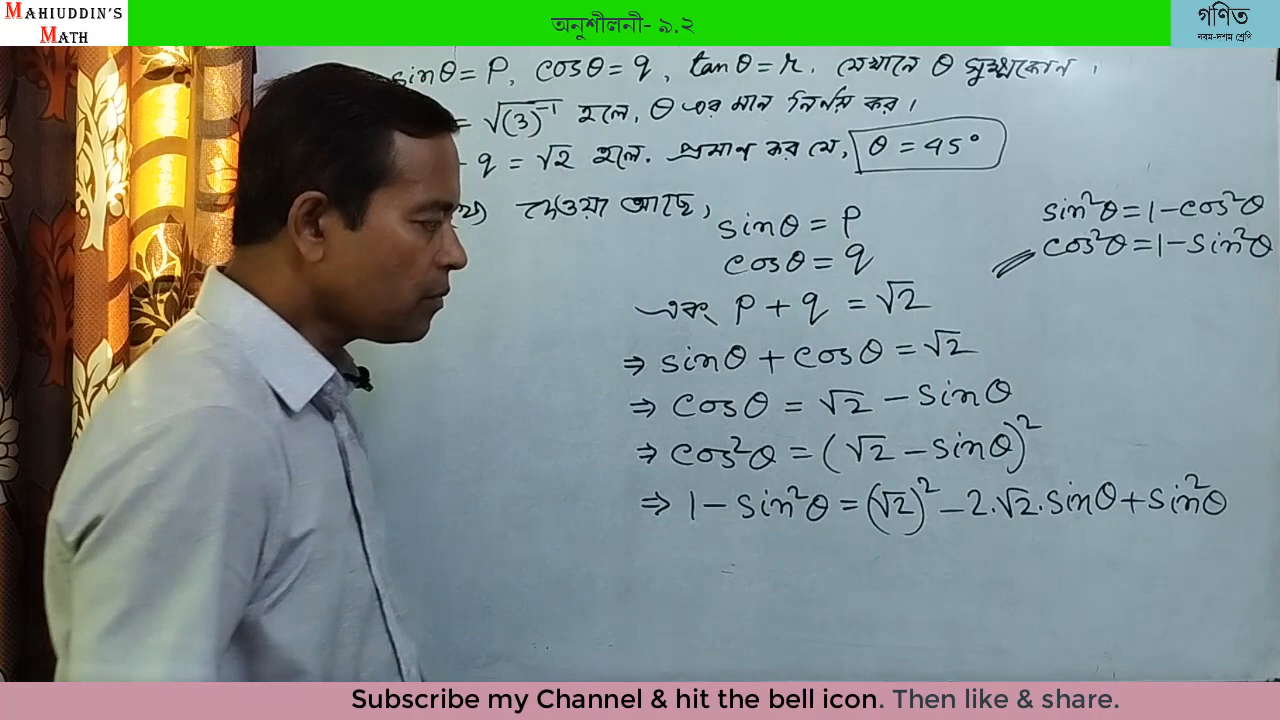 MAHIUDDIN'S
MATH
অনুশীলনী- ৯.২
গণিত
নবম-দশম শ্রেণি
sinθ = P, cosθ = q, tanθ = r. যেখানে θ সূক্ষ্মকোন।
= √(3)⁻¹ হলে, θ এর মান নির্নয় কর।
q = √2 হলে. প্রমাণ কর যে, θ = 45°
দেওয়া আছে,
sinθ = P
cosθ = q
এবং P + q = √2
⇒ sinθ + cosθ = √2
⇒ cosθ = √2 − sinθ
⇒ cos²θ = (√2 − sinθ)²
⇒ 1 − sin²θ = (√2)² − 2.√2.sinθ + sin²θ
sin²θ = 1 − cos²θ
cos²θ = 1 − sin²θ
Subscribe my Channel & hit the bell icon. Then like & share.